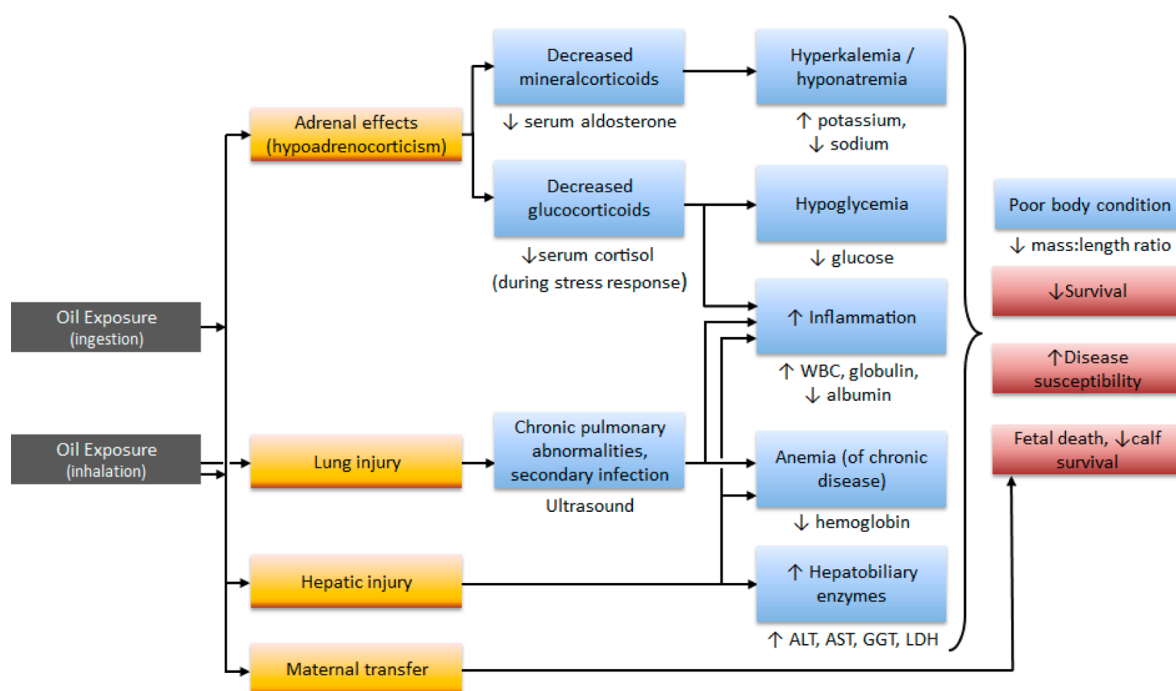 Oil Exposure
(ingestion)
Oil Exposure
(inhalation)
Adrenal effects
(hypoadrenocorticism)
Lung injury
Hepatic injury
Maternal transfer
Decreased
mineralcorticoids
↓ serum aldosterone
Decreased
glucocorticoids
↓serum cortisol
(during stress response)
Chronic pulmonary
abnormalities,
secondary infection
Ultrasound
Hyperkalemia /
hyponatremia
↑ potassium,
↓ sodium
Hypoglycemia
↓ glucose
↑ Inflammation
↑ WBC, globulin,
↓ albumin
Anemia (of chronic
disease)
↓ hemoglobin
↑ Hepatobiliary
enzymes
↑ ALT, AST, GGT, LDH
Poor body condition
↓ mass:length ratio
↓Survival
↑Disease
susceptibility
Fetal death, ↓calf
survival